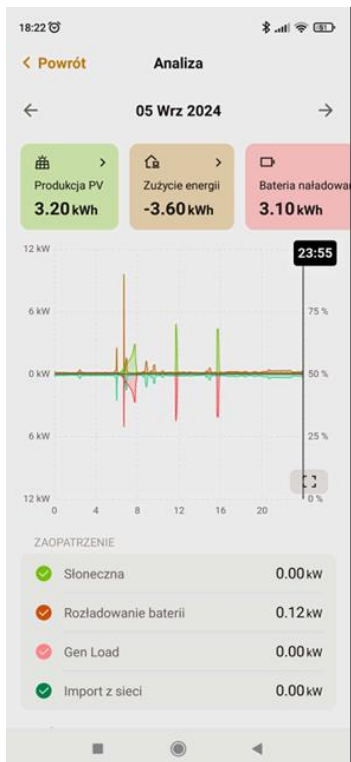 18:22
51
Powrót
Analiza
05 Wrz 2024
Produkcja PV
3.20 kWh
Zużycie energii
-3.60 kWh
Bateria naładowan
3.10 kWh
12 kW
23:55
6 kW
75 %
0 kW
50 %
6 kW
25 %
12 kW
0 %
0 4 8 12 16 20
ZAOPATRZENIE
Słoneczna 0.00 kW
Rozładowanie baterii 0.12 kW
Gen Load 0.00 kW
Import z sieci 0.00 kW